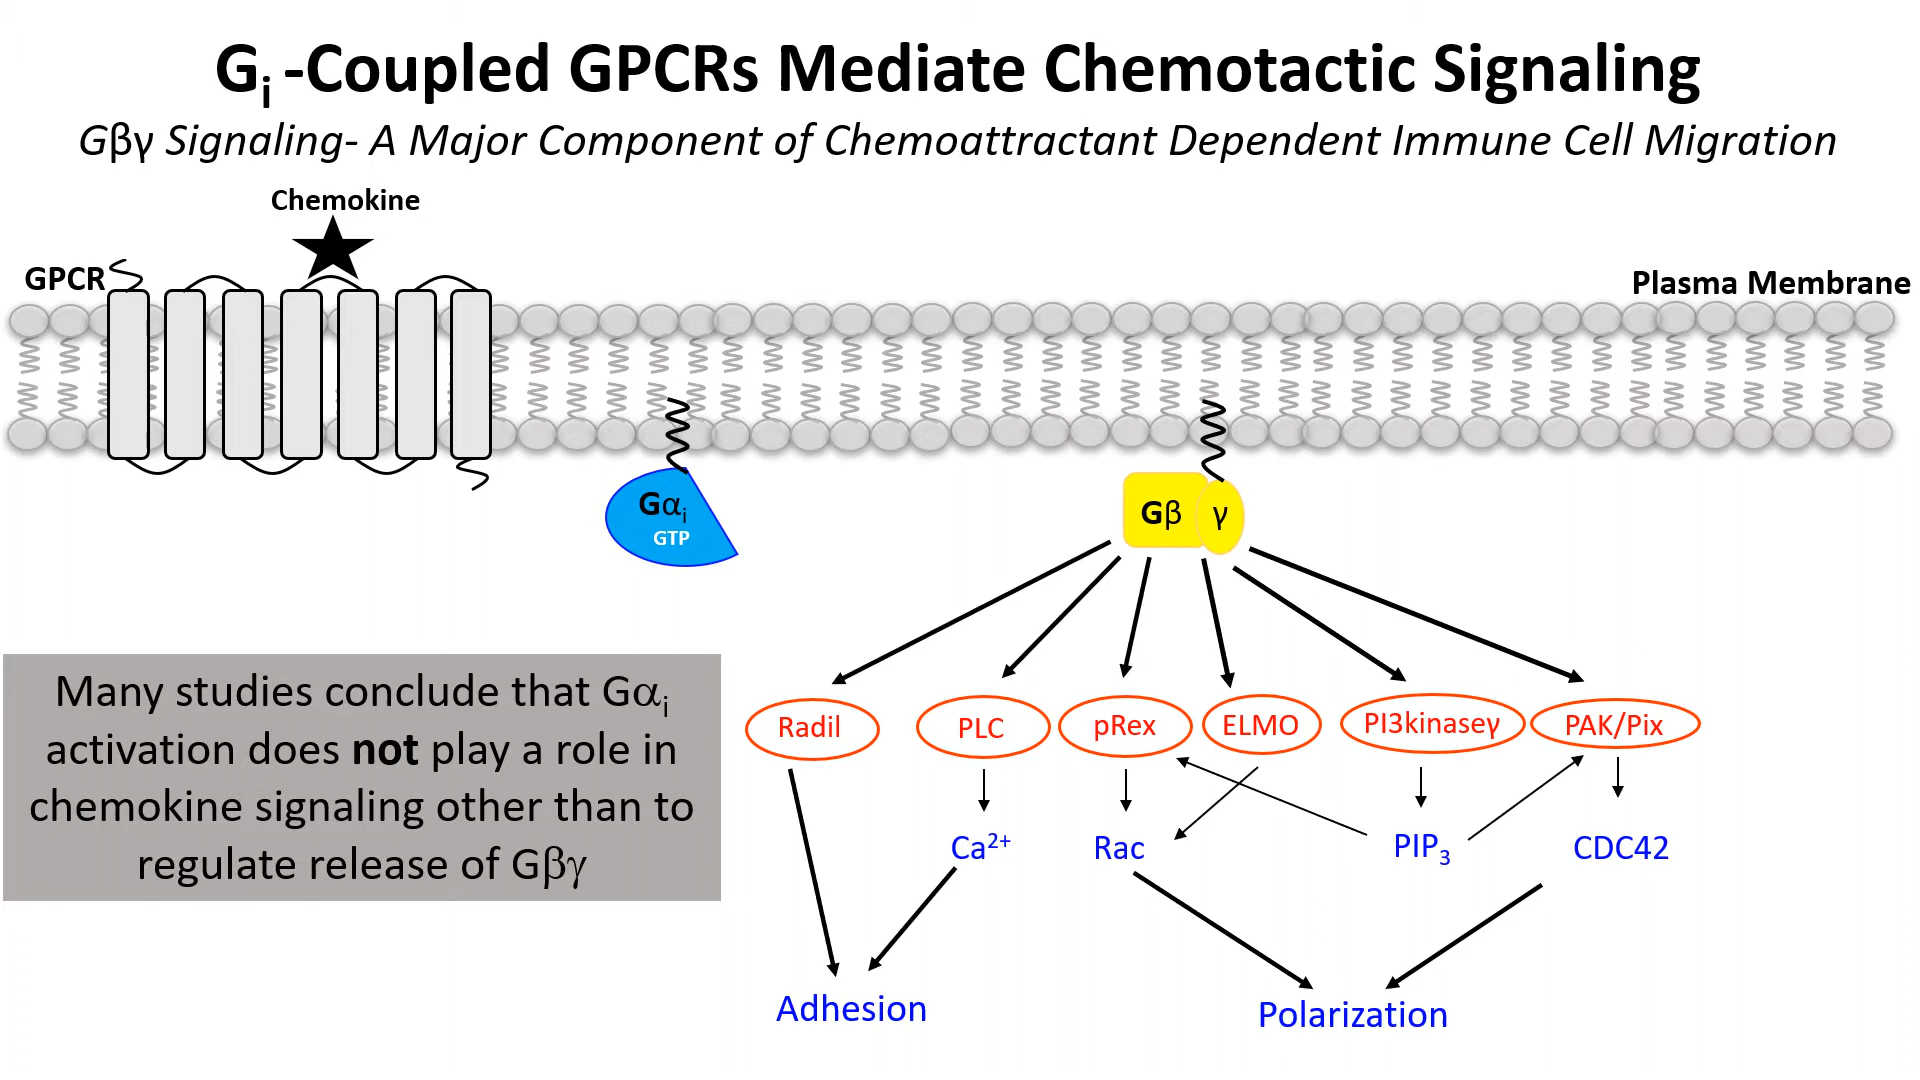 Gᵢ -Coupled GPCRs Mediate Chemotactic Signaling
Gβγ Signaling- A Major Component of Chemoattractant Dependent Immune Cell Migration
Chemokine
GPCR
Plasma Membrane
Gαᵢ
GTP
Gβ γ
Many studies conclude that Gαᵢ
activation does not play a role in
chemokine signaling other than to
regulate release of Gβγ
Radil
PLC
pRex
ELMO
PI3kinaseγ
PAK/Pix
Ca²⁺
Rac
PIP₃
CDC42
Adhesion
Polarization